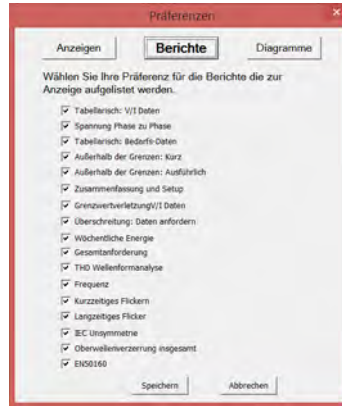 Präferenzen
×
Anzeigen Berichte Diagramme
Wählen Sie Ihre Präferenz für die Berichte die zur
Anzeige aufgelistet werden.
Tabellarisch: V/I Daten
Spannung Phase zu Phase
Tabellarisch: Bedarfs-Daten
Außerhalb der Grenzen: Kurz
Außerhalb der Grenzen: Ausführlich
Zusammenfassung und Setup
GrenzwertverletzungV/I Daten
Überschreitung: Daten anfordern
Wöchentliche Energie
Gesamtanforderung
THD Wellenformanalyse
Frequenz
Kurzzeitiges Flickern
Langzeitiges Flicker
IEC Unsymmetrie
Oberwellenverzerrung insgesamt
EN50160
Speichern Abbrechen